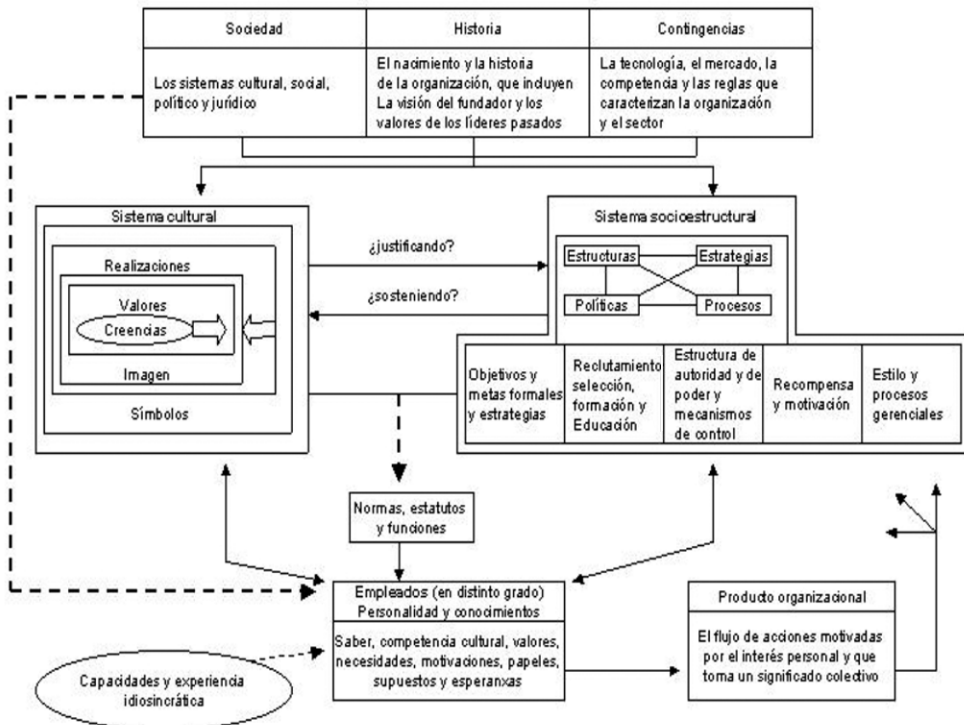 Sociedad
Historia
Contingencias
Los sistemas cultural, social,
político y jurídico
El nacimiento y la historia
de la organización, que incluyen
La visión del fundador y los
valores de los líderes pasados
La tecnología, el mercado, la
competencia y las reglas que
caracterizan la organización
y el sector
Sistema cultural
Realizaciones
Valores
Creencias
Imagen
Símbolos
¿justificando?
¿sosteniendo?
Sistema socioestructural
Estructuras
Estrategias
Políticas
Procesos
Objetivos y
metas formales
y estrategias
Reclutamiento
selección,
formación y
Educación
Estructura de
autoridad y de
poder y
mecanismos
de control
Recompensa
y motivación
Estilo y
procesos
gerenciales
Normas, estatutos
y funciones
Empleados (en distinto grado)
Personalidad y conocimientos
Saber, competencia cultural, valores,
necesidades, motivaciones, papeles,
supuestos y esperanxas
Capacidades y experiencia
idiosincrática
Producto organizacional
El flujo de acciones motivadas
por el interés personal y que
toma un significado colectivo